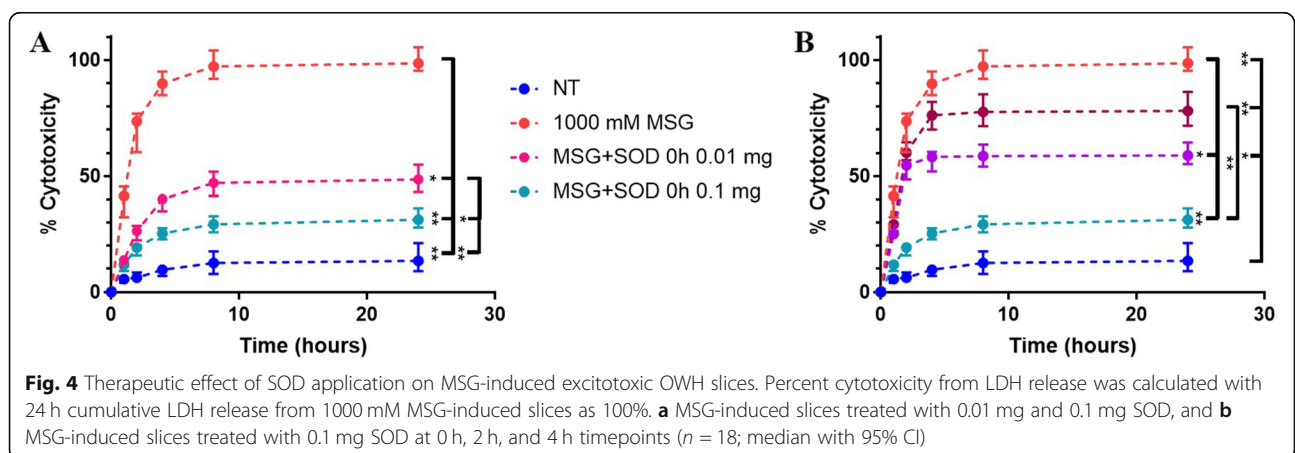 A
B
% Cytotoxicity
100
50
0
0
10
20
30
Time (hours)
*
**
**
*
**
NT
1000 mM MSG
MSG+SOD 0h 0.01 mg
MSG+SOD 0h 0.1 mg
% Cytotoxicity
100
50
0
0
10
20
30
Time (hours)
*
**
**
**
**
*
Fig. 4 Therapeutic effect of SOD application on MSG-induced excitotoxic OWH slices. Percent cytotoxicity from LDH release was calculated with
24 h cumulative LDH release from 1000 mM MSG-induced slices as 100%. a MSG-induced slices treated with 0.01 mg and 0.1 mg SOD, and b
MSG-induced slices treated with 0.1 mg SOD at 0 h, 2 h, and 4 h timepoints (n = 18; median with 95% CI)